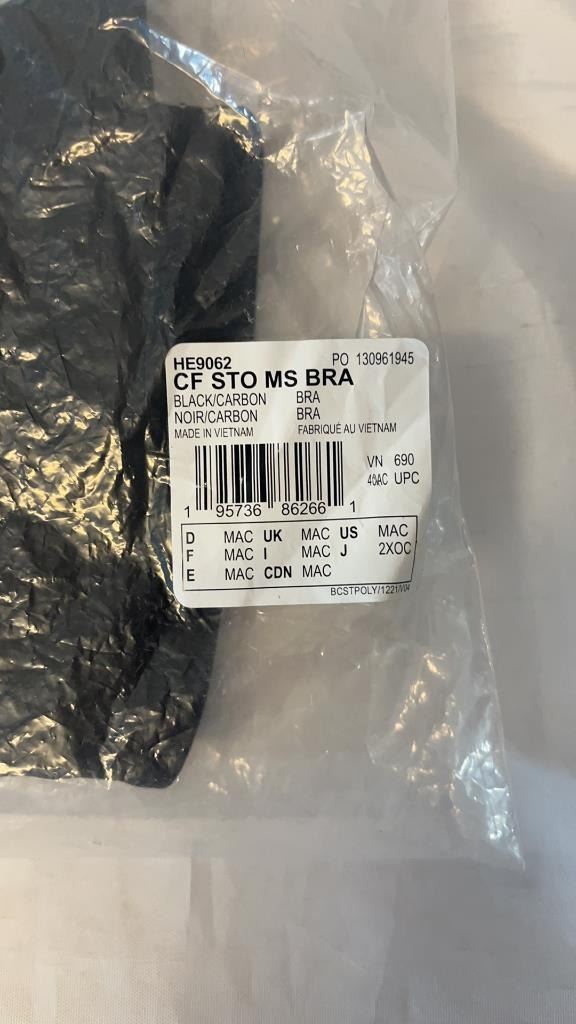 HE9062 PO 130961945
CF STO MS BRA
BLACK/CARBON BRA
NOIR/CARBON BRA
MADE IN VIETNAM FABRIQUÉ AU VIETNAM
VN 690
UPC
1 95736 86266 1
D MAC UK MAC US MAC
F MAC I MAC J 2XOC
E MAC CDN MAC
BCSTPOLY/1221/V04